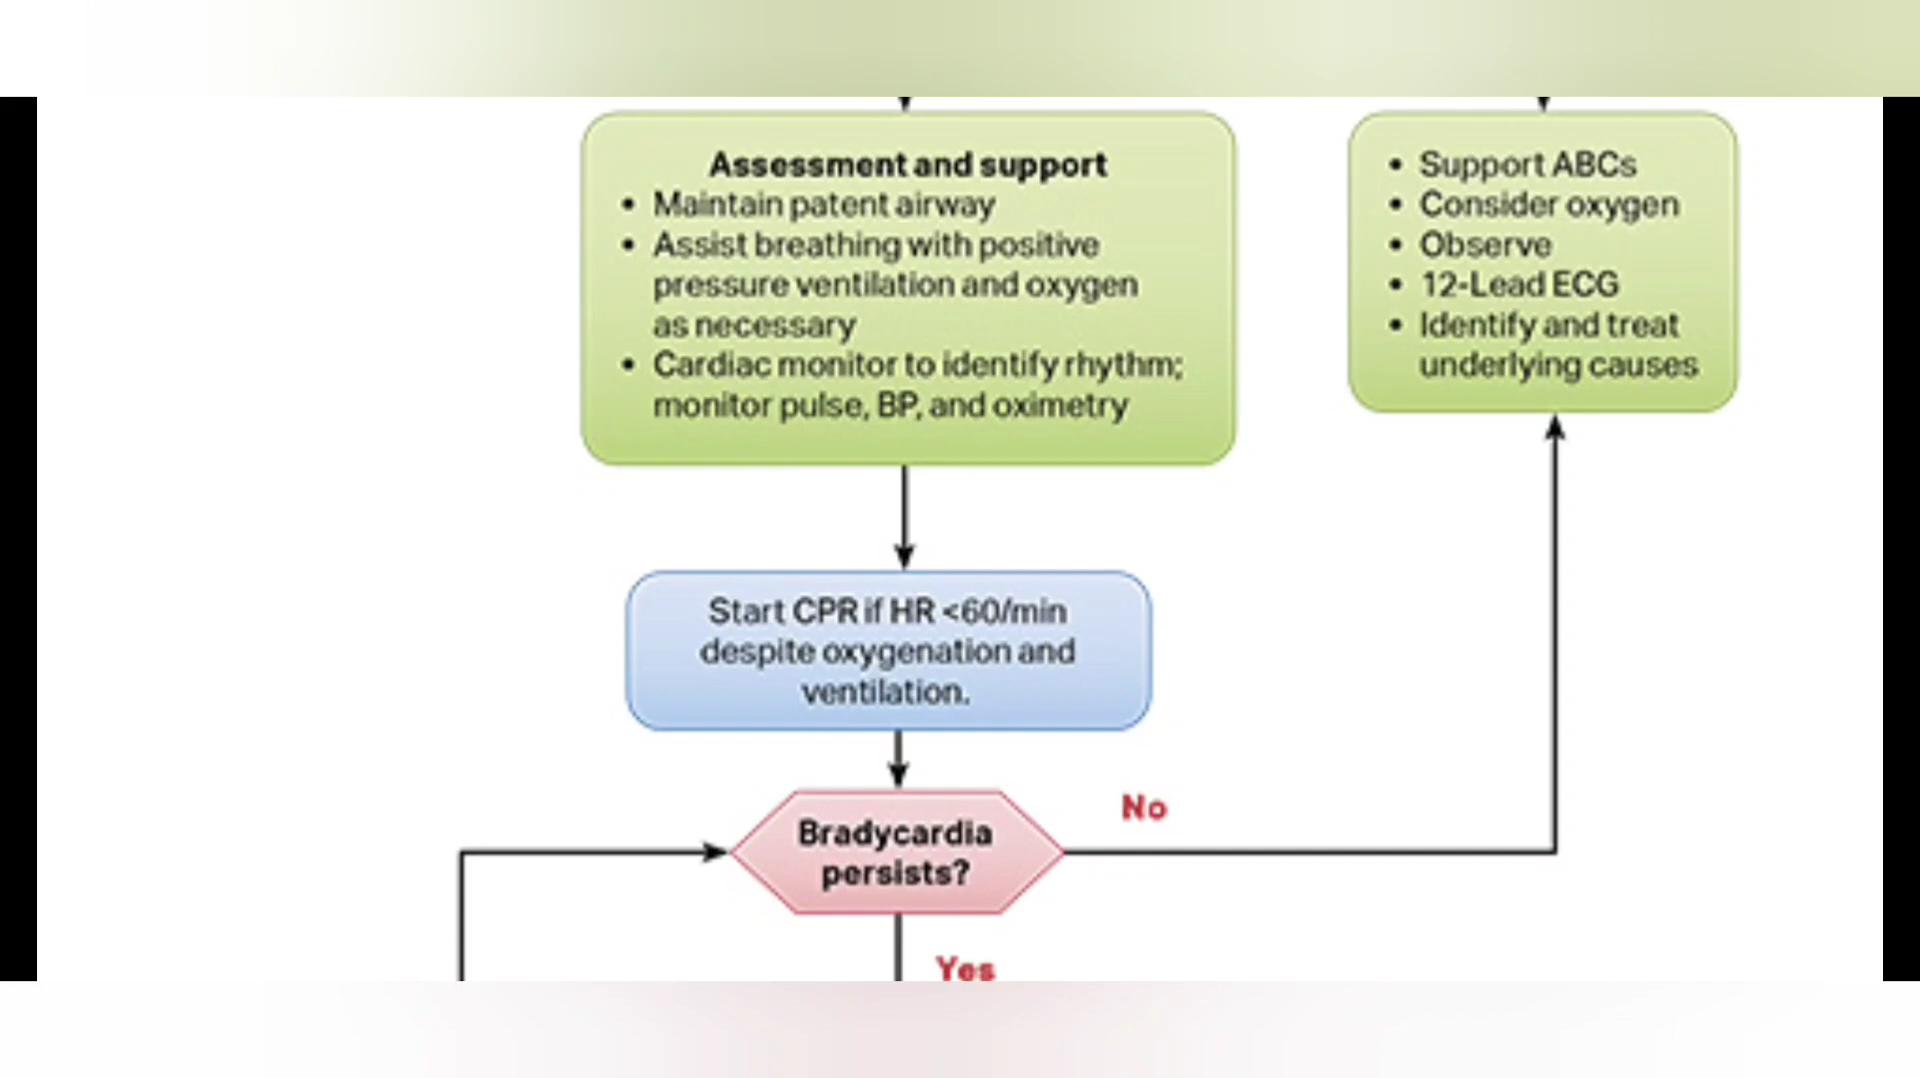 Assessment and support
• Maintain patent airway
• Assist breathing with positive
pressure ventilation and oxygen
as necessary
• Cardiac monitor to identify rhythm;
monitor pulse, BP, and oximetry
• Support ABCs
• Consider oxygen
• Observe
• 12-Lead ECG
• Identify and treat
underlying causes
Start CPR if HR <60/min
despite oxygenation and
ventilation.
Bradycardia
persists?
No
Yes